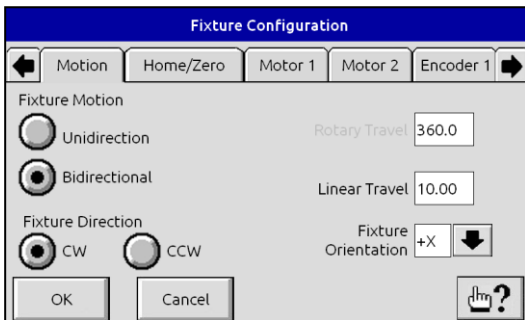 Fixture Configuration
Motion Home/Zero Motor 1 Motor 2 Encoder 1
Fixture Motion
Unidirection
Rotary Travel 360.0
Bidirectional
Linear Travel 10.00
Fixture Direction
CW CCW
Fixture
Orientation +X
OK Cancel ?